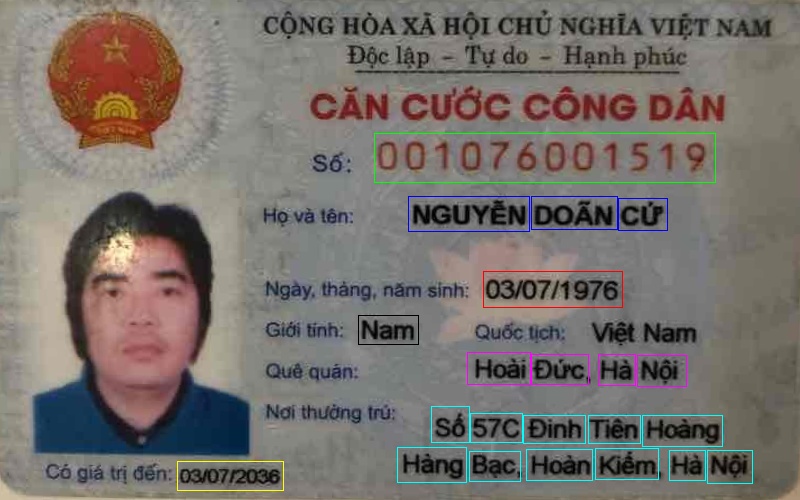 CỘNG HÒA XÃ HỘI CHỦ NGHĨA VIỆT NAM
Độc lập - Tự do - Hạnh phúc
CĂN CƯỚC CÔNG DÂN
Số: 001076001519
Họ và tên: NGUYỄN DOÃN CỬ
Ngày, tháng, năm sinh: 03/07/1976
Giới tính: Nam Quốc tịch: Việt Nam
Quê quán: Hoài Đức, Hà Nội
Nơi thường trú: Số 57C Đinh Tiên Hoàng
Hàng Bạc, Hoàn Kiếm, Hà Nội
Có giá trị đến: 03/07/2036